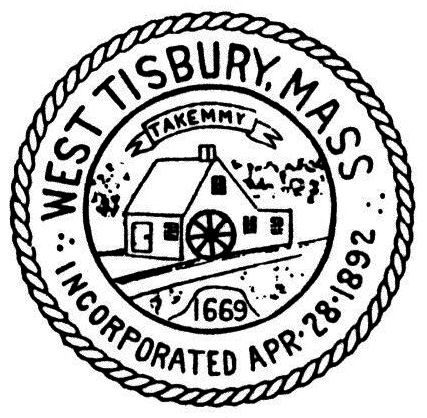 WEST TISBURY, MASS
TAKEMMY
1669
INCORPORATED APR·28·1892